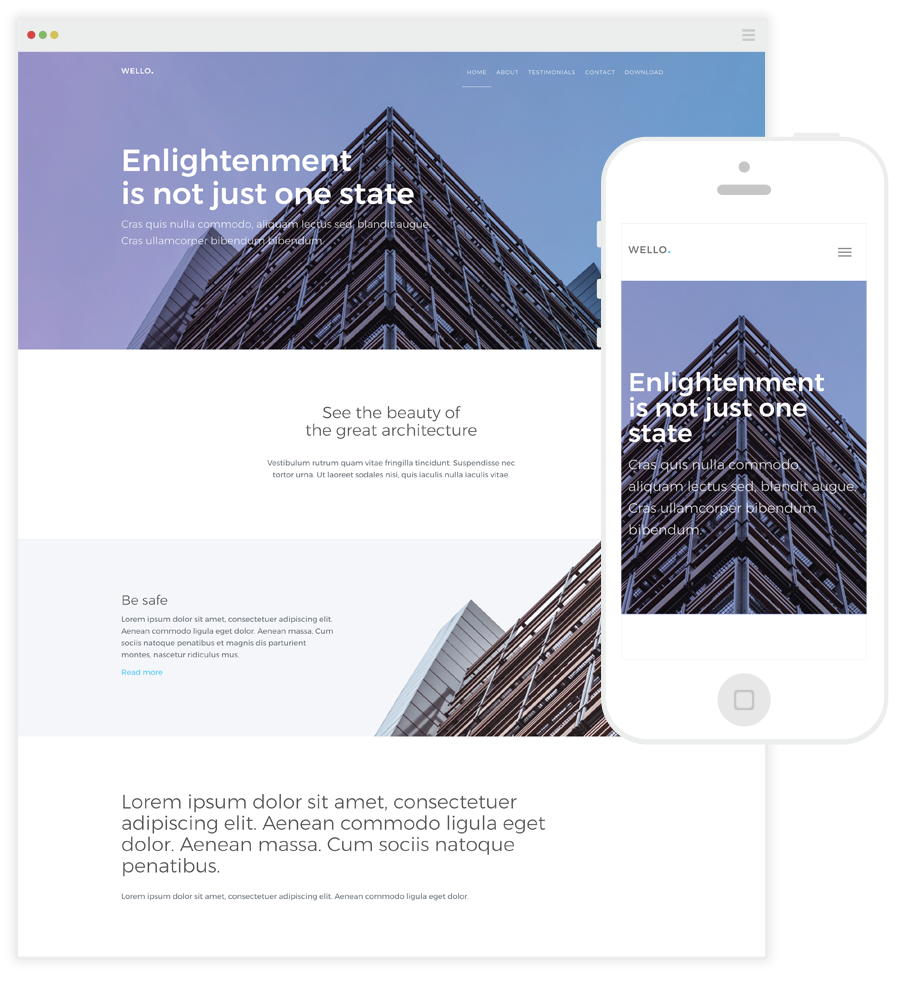 WELLO.
HOME ABOUT TESTIMONIALS CONTACT DOWNLOAD
Enlightenment
is not just one state
Cras quis nulla commodo, aliquam lectus sed, blandit augue.
Cras ullamcorper bibendum bibendum.
See the beauty of
the great architecture
Vestibulum rutrum quam vitae fringilla tincidunt. Suspendisse nec
tortor urna. Ut laoreet sodales nisi, quis iaculis nulla iaculis vitae.
Be safe
Lorem ipsum dolor sit amet, consectetuer adipiscing elit.
Aenean commodo ligula eget dolor. Aenean massa. Cum
sociis natoque penatibus et magnis dis parturient
montes, nascetur ridiculus mus.
Read more
Lorem ipsum dolor sit amet, consectetuer
adipiscing elit. Aenean commodo ligula eget
dolor. Aenean massa. Cum sociis natoque
penatibus.
Lorem ipsum dolor sit amet, consectetuer adipiscing elit. Aenean commodo ligula eget dolor.
WELLO.
Enlightenment
is not just one
state
Cras quis nulla commodo,
aliquam lectus sed, blandit augue.
Cras ullamcorper bibendum
bibendum.